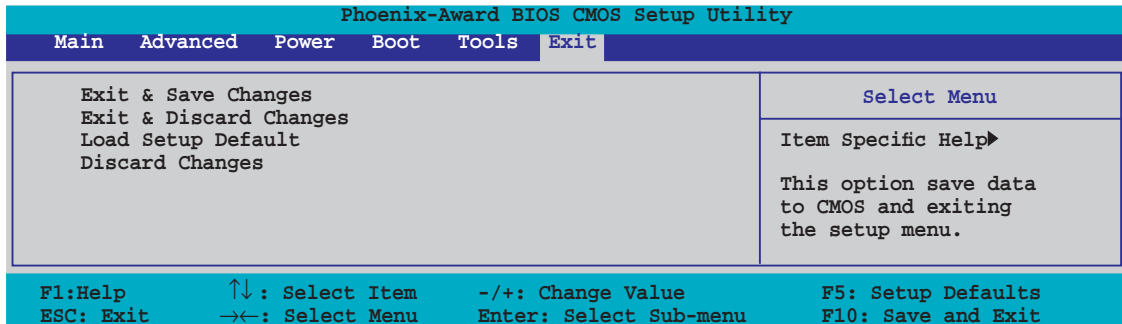 Phoenix-Award BIOS CMOS Setup Utility
Main Advanced Power Boot Tools Exit
Exit & Save Changes
Exit & Discard Changes
Load Setup Default
Discard Changes
Select Menu
Item Specific Help▶
This option save data
to CMOS and exiting
the setup menu.
F1:Help ↑↓: Select Item -/+: Change Value F5: Setup Defaults
ESC: Exit →←: Select Menu Enter: Select Sub-menu F10: Save and Exit